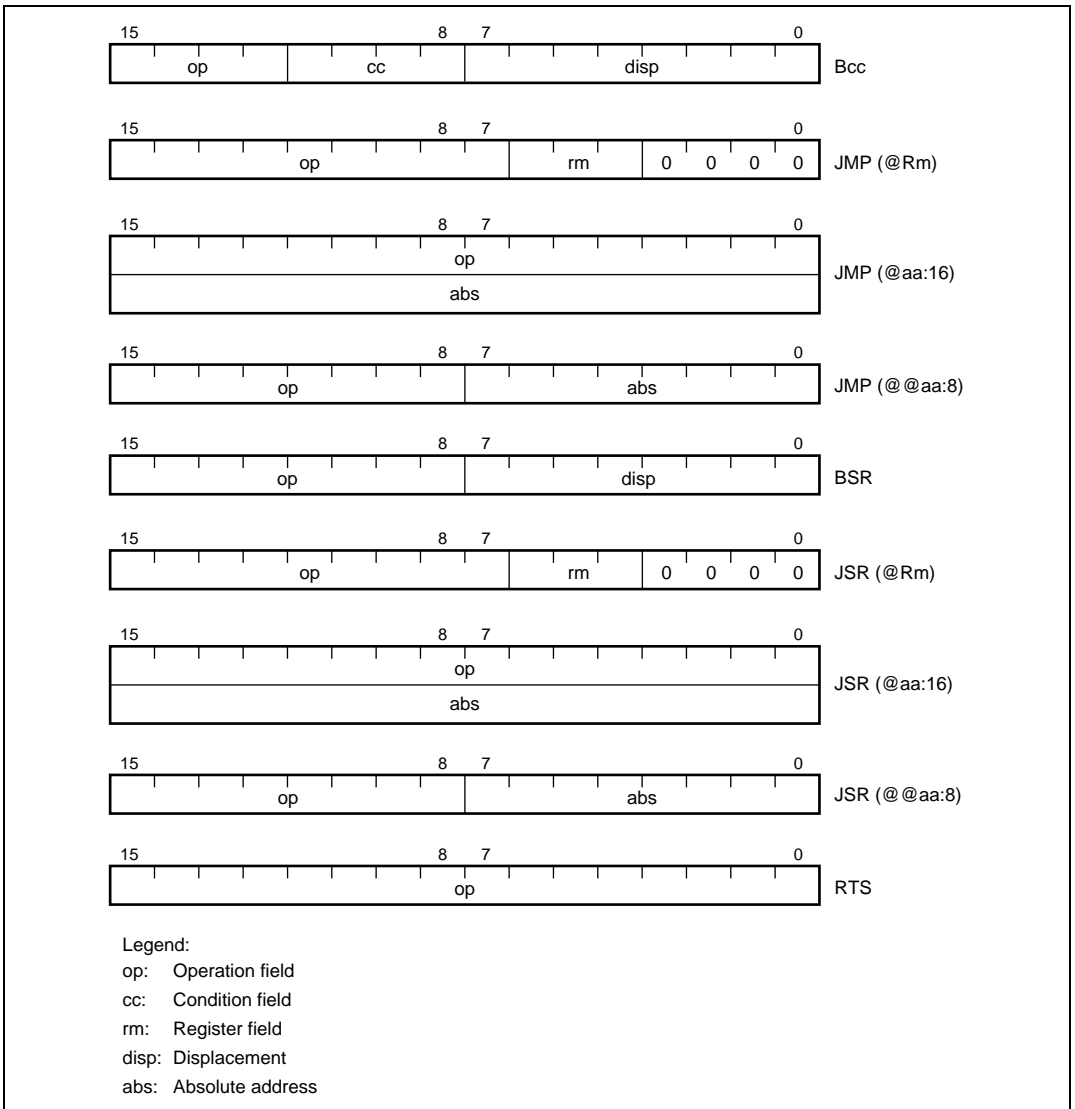 15 8 7 0
op cc disp Bcc
15 8 7 0
op rm 0 0 0 0 JMP (@Rm)
15 8 7 0
op
JMP (@aa:16)
abs
15 8 7 0
op abs JMP (@@aa:8)
15 8 7 0
op disp BSR
15 8 7 0
op rm 0 0 0 0 JSR (@Rm)
15 8 7 0
op
JSR (@aa:16)
abs
15 8 7 0
op abs JSR (@@aa:8)
15 8 7 0
op RTS
Legend:
op: Operation field
cc: Condition field
rm: Register field
disp: Displacement
abs: Absolute address